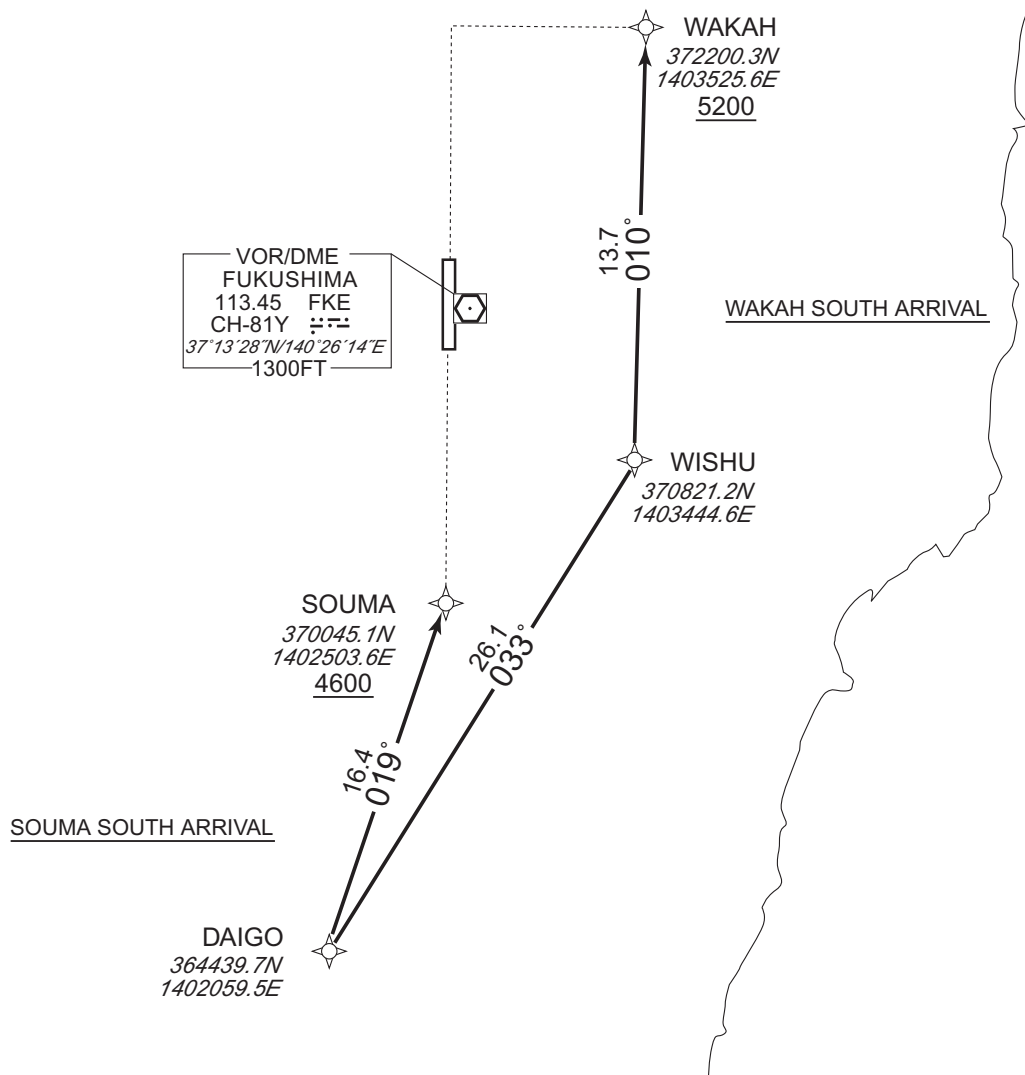 WAKAH
372200.3N
1403525.6E
5200
13.7
010°
VOR/DME
FUKUSHIMA
113.45 FKE
CH-81Y
37°13´28˝N/140°26´14˝E
1300FT
WAKAH SOUTH ARRIVAL
WISHU
370821.2N
1403444.6E
SOUMA
370045.1N
1402503.6E
4600
26.1
033°
16.4
019°
SOUMA SOUTH ARRIVAL
DAIGO
364439.7N
1402059.5E